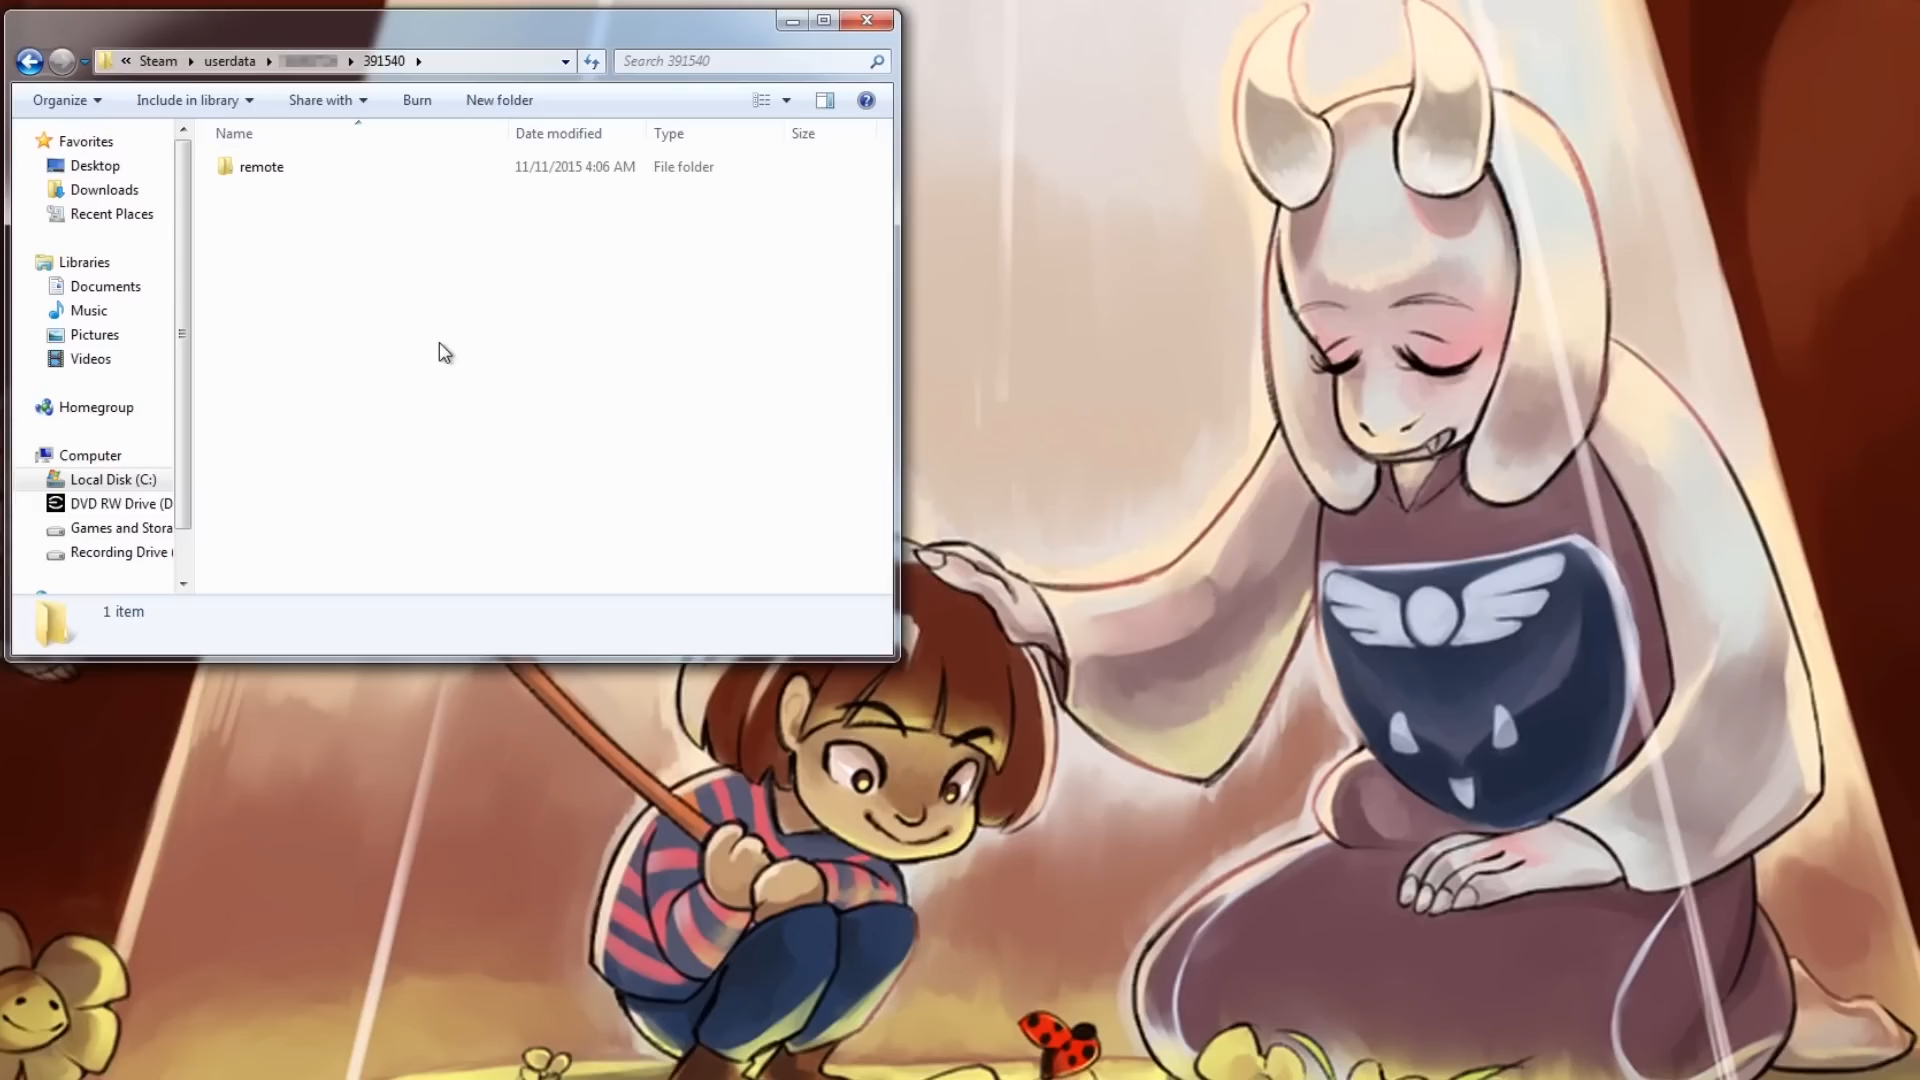 « Steam ▸ userdata ▸ ▸ 391540 ▸
Search 391540
Organize Include in library Share with Burn New folder
Name Date modified Type Size
remote 11/11/2015 4:06 AM File folder
Favorites
Desktop
Downloads
Recent Places
Libraries
Documents
Music
Pictures
Videos
Homegroup
Computer
Local Disk (C:)
DVD RW Drive (D
Games and Stora
Recording Drive (
1 item